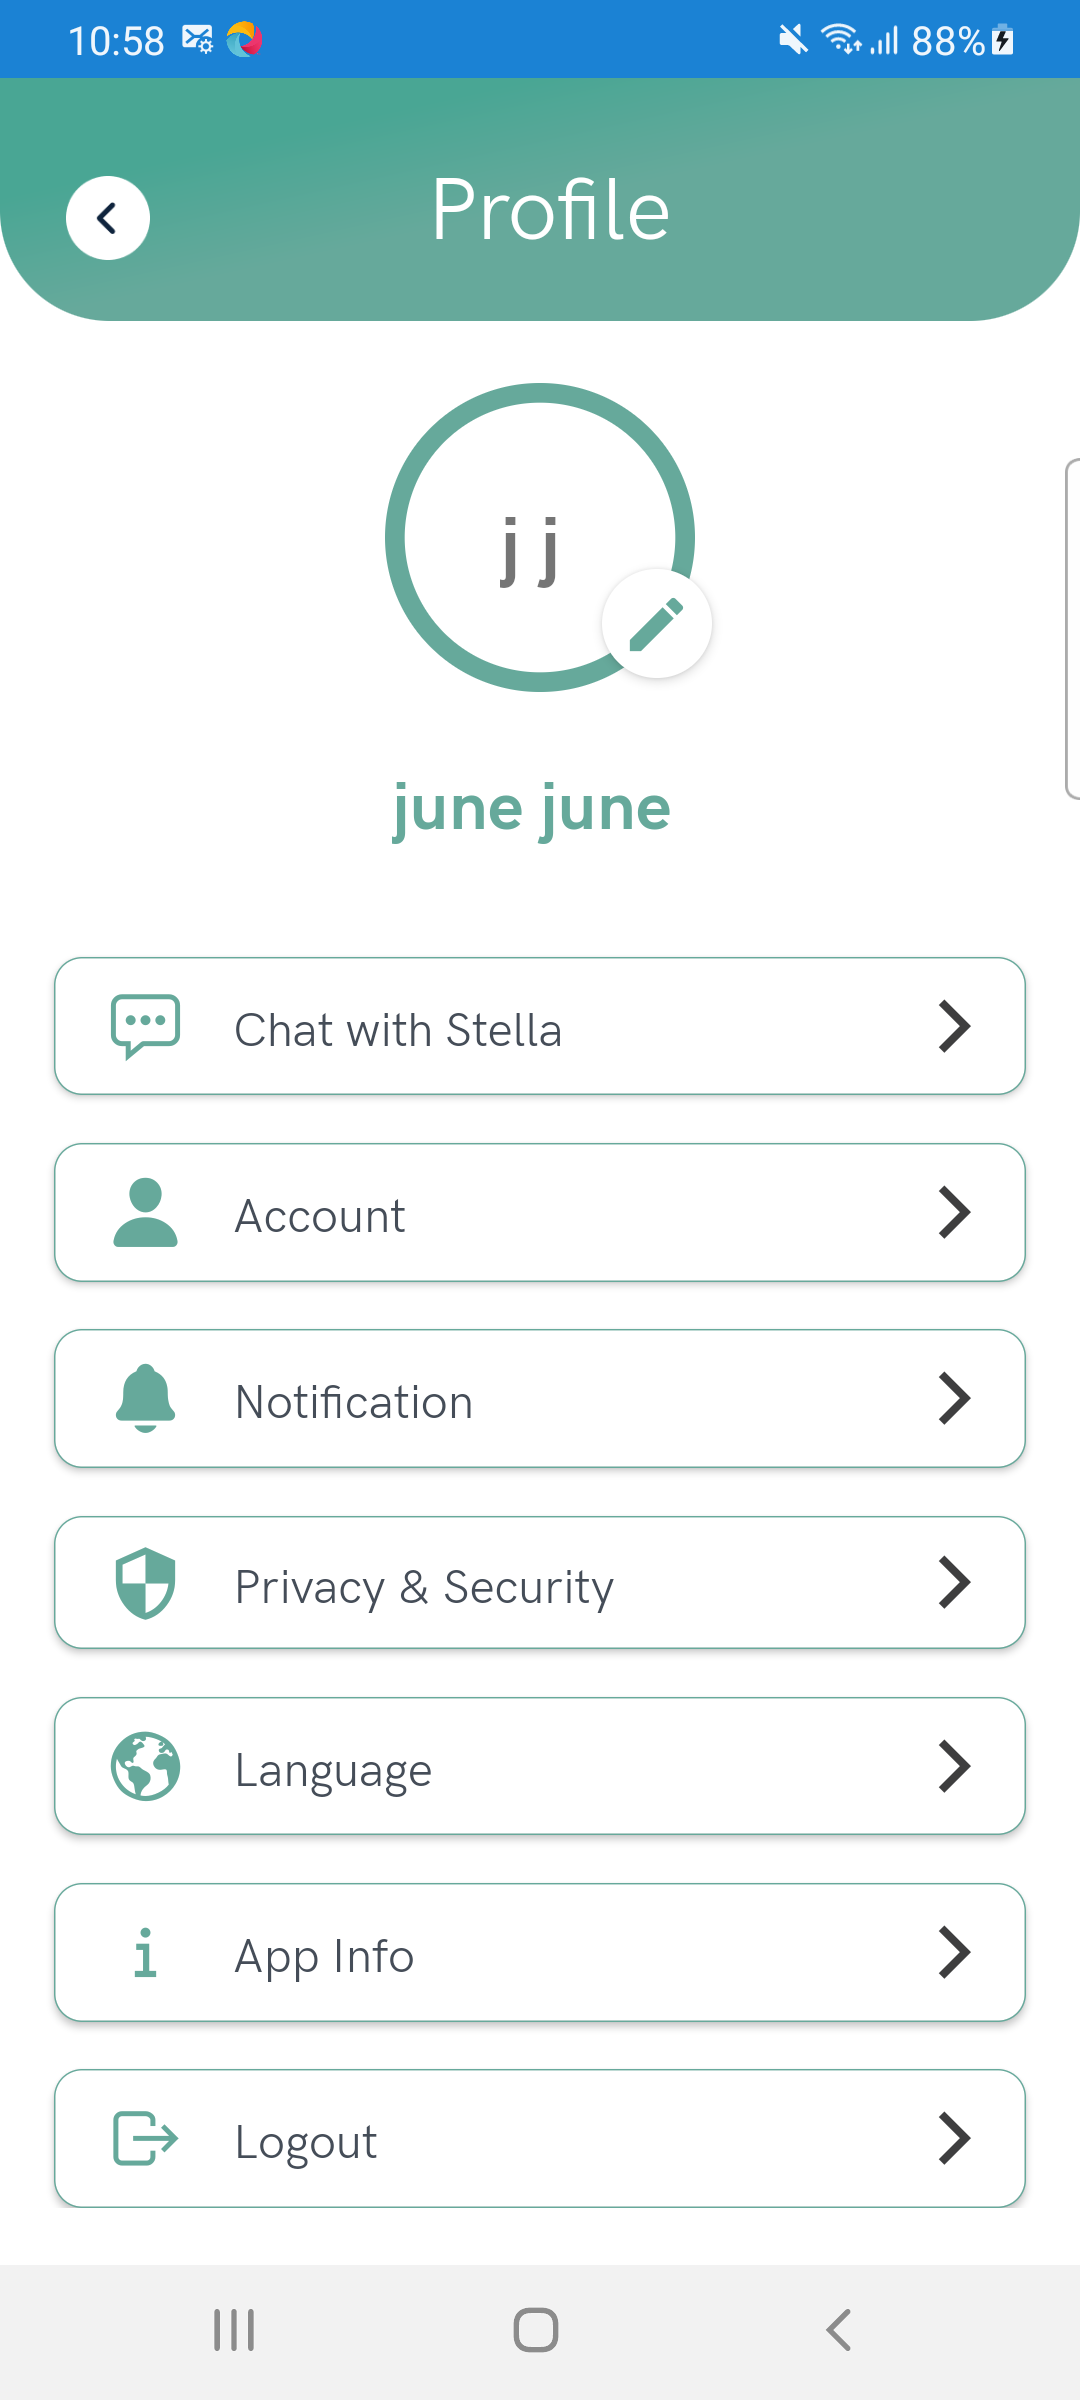 10:58 88%
Profile
j j
june june
Chat with Stella
Account
Notification
Privacy & Security
Language
App Info
Logout